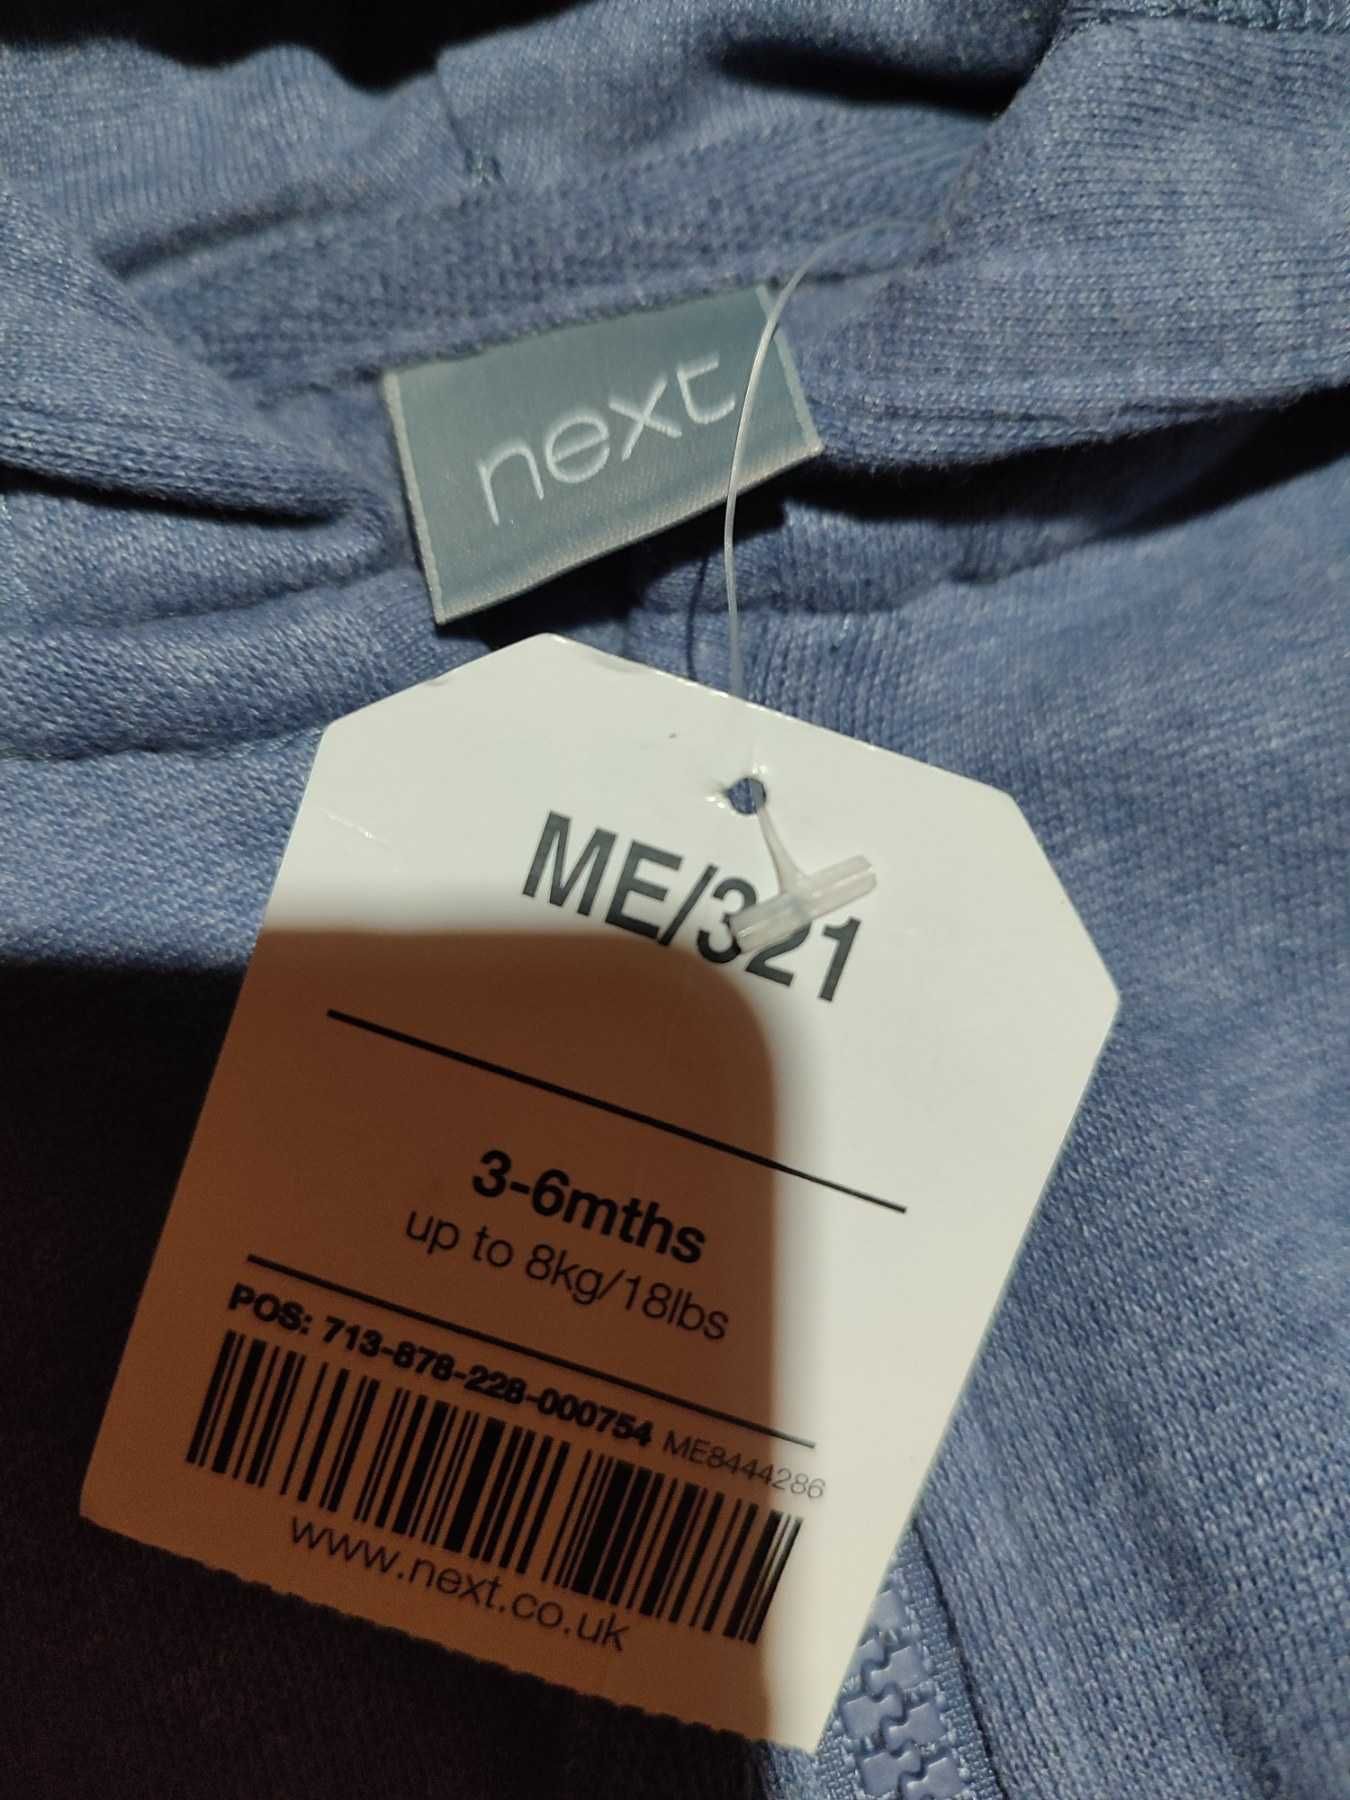 next
ME/321
3-6mths
up to 8kg/18lbs
POS: 713-878-228-000754 ME8444286
www.next.co.uk